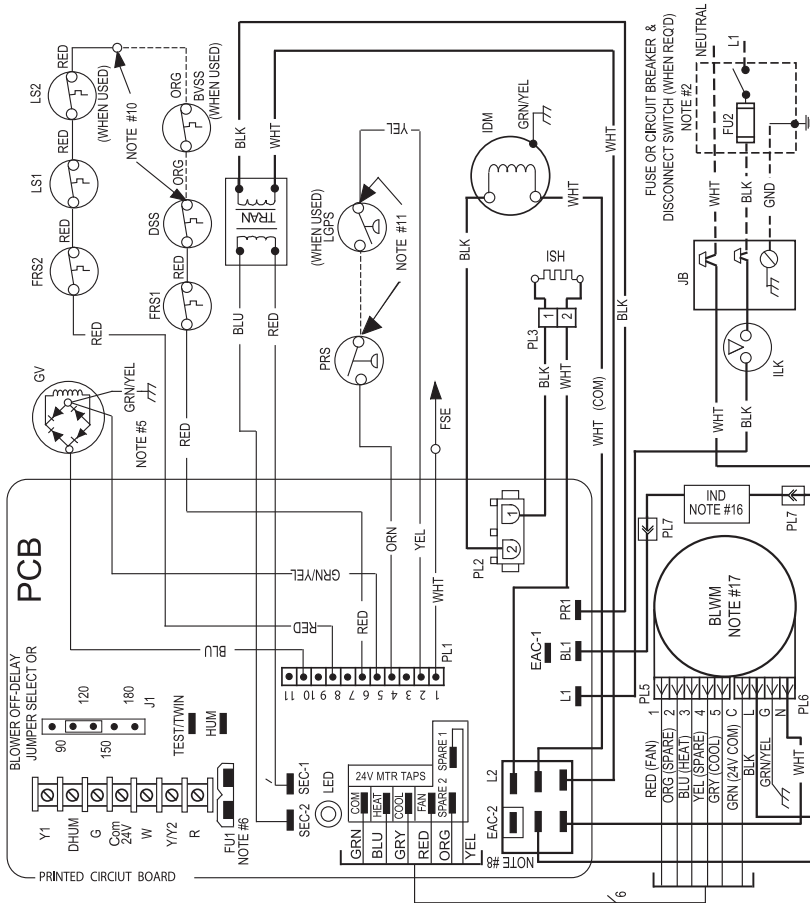 PCB
BLOWER OFF-DELAY
JUMPER SELECT OR
90
120
150
180
J1
TEST/TWIN
HUM
Y1
DHUM
G
Com
24V
W
Y/Y2
R
FU1
NOTE #6
PRINTED CIRCIUT BOARD
SEC-2
SEC-1
LED
24V MTR TAPS
COM
HEAT
COOL
FAN
SPARE 2
SPARE 1
GRN
BLU
GRY
RED
ORG
YEL
11
10
9
8
7
6
5
4
3
2
1
PL1
BLU
RED
GRN/YEL
RED
ORN
YEL
WHT
FSE
GV
GRN/YEL
NOTE #5
RED
RED
FRS2
RED
LS1
RED
LS2
RED
(WHEN USED)
NOTE #10
FRS1
RED
DSS
ORG
ORG
BVSS
(WHEN USED)
BLU
RED
TRAN
BLK
WHT
PRS
(WHEN USED)
LGPS
NOTE #11
YEL
PL2
2
1
BLK
IDM
GRN/YEL
WHT
WHT
PL3
1
2
HSI
BLK
WHT
WHT (COM)
BLK
EAC-2
L2
NOTE #8
L1
EAC-1
BL1
PR1
FUSE OR CIRCUIT BREAKER &
DISCONNECT SWITCH (WHEN REQ'D)
NOTE #2
NEUTRAL
L1
FU2
WHT
BLK
GND
JB
ILK
WHT
BLK
PL7
IND
NOTE #16
PL7
BLWM
NOTE #17
PL5
1
2
3
4
5
C
L
G
N
PL6
RED (FAN)
ORG (SPARE)
BLU (HEAT)
YEL (SPARE)
GRY (COOL)
GRN (24V COM)
BLK
GRN/YEL
WHT
6